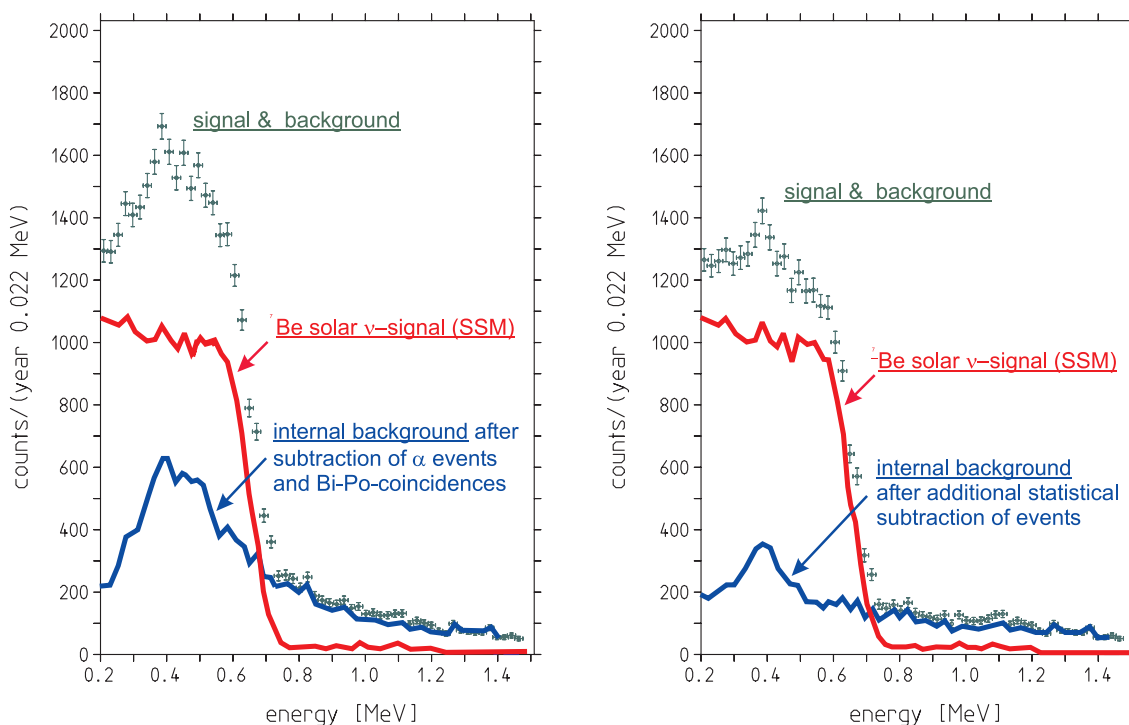 2000
1800
1600
1400
1200
1000
800
600
400
200
0
counts/(year 0.022 MeV)
signal & background
7Be solar ν–signal (SSM)
internal background after
subtraction of α events
and Bi-Po-coincidences
0.2 0.4 0.6 0.8 1.0 1.2 1.4
energy [MeV]
2000
1800
1600
1400
1200
1000
800
600
400
200
0
counts/(year 0.022 MeV)
signal & background
7Be solar ν–signal (SSM)
internal background
after additional statistical
subtraction of events
0.2 0.4 0.6 0.8 1.0 1.2 1.4
energy [MeV]